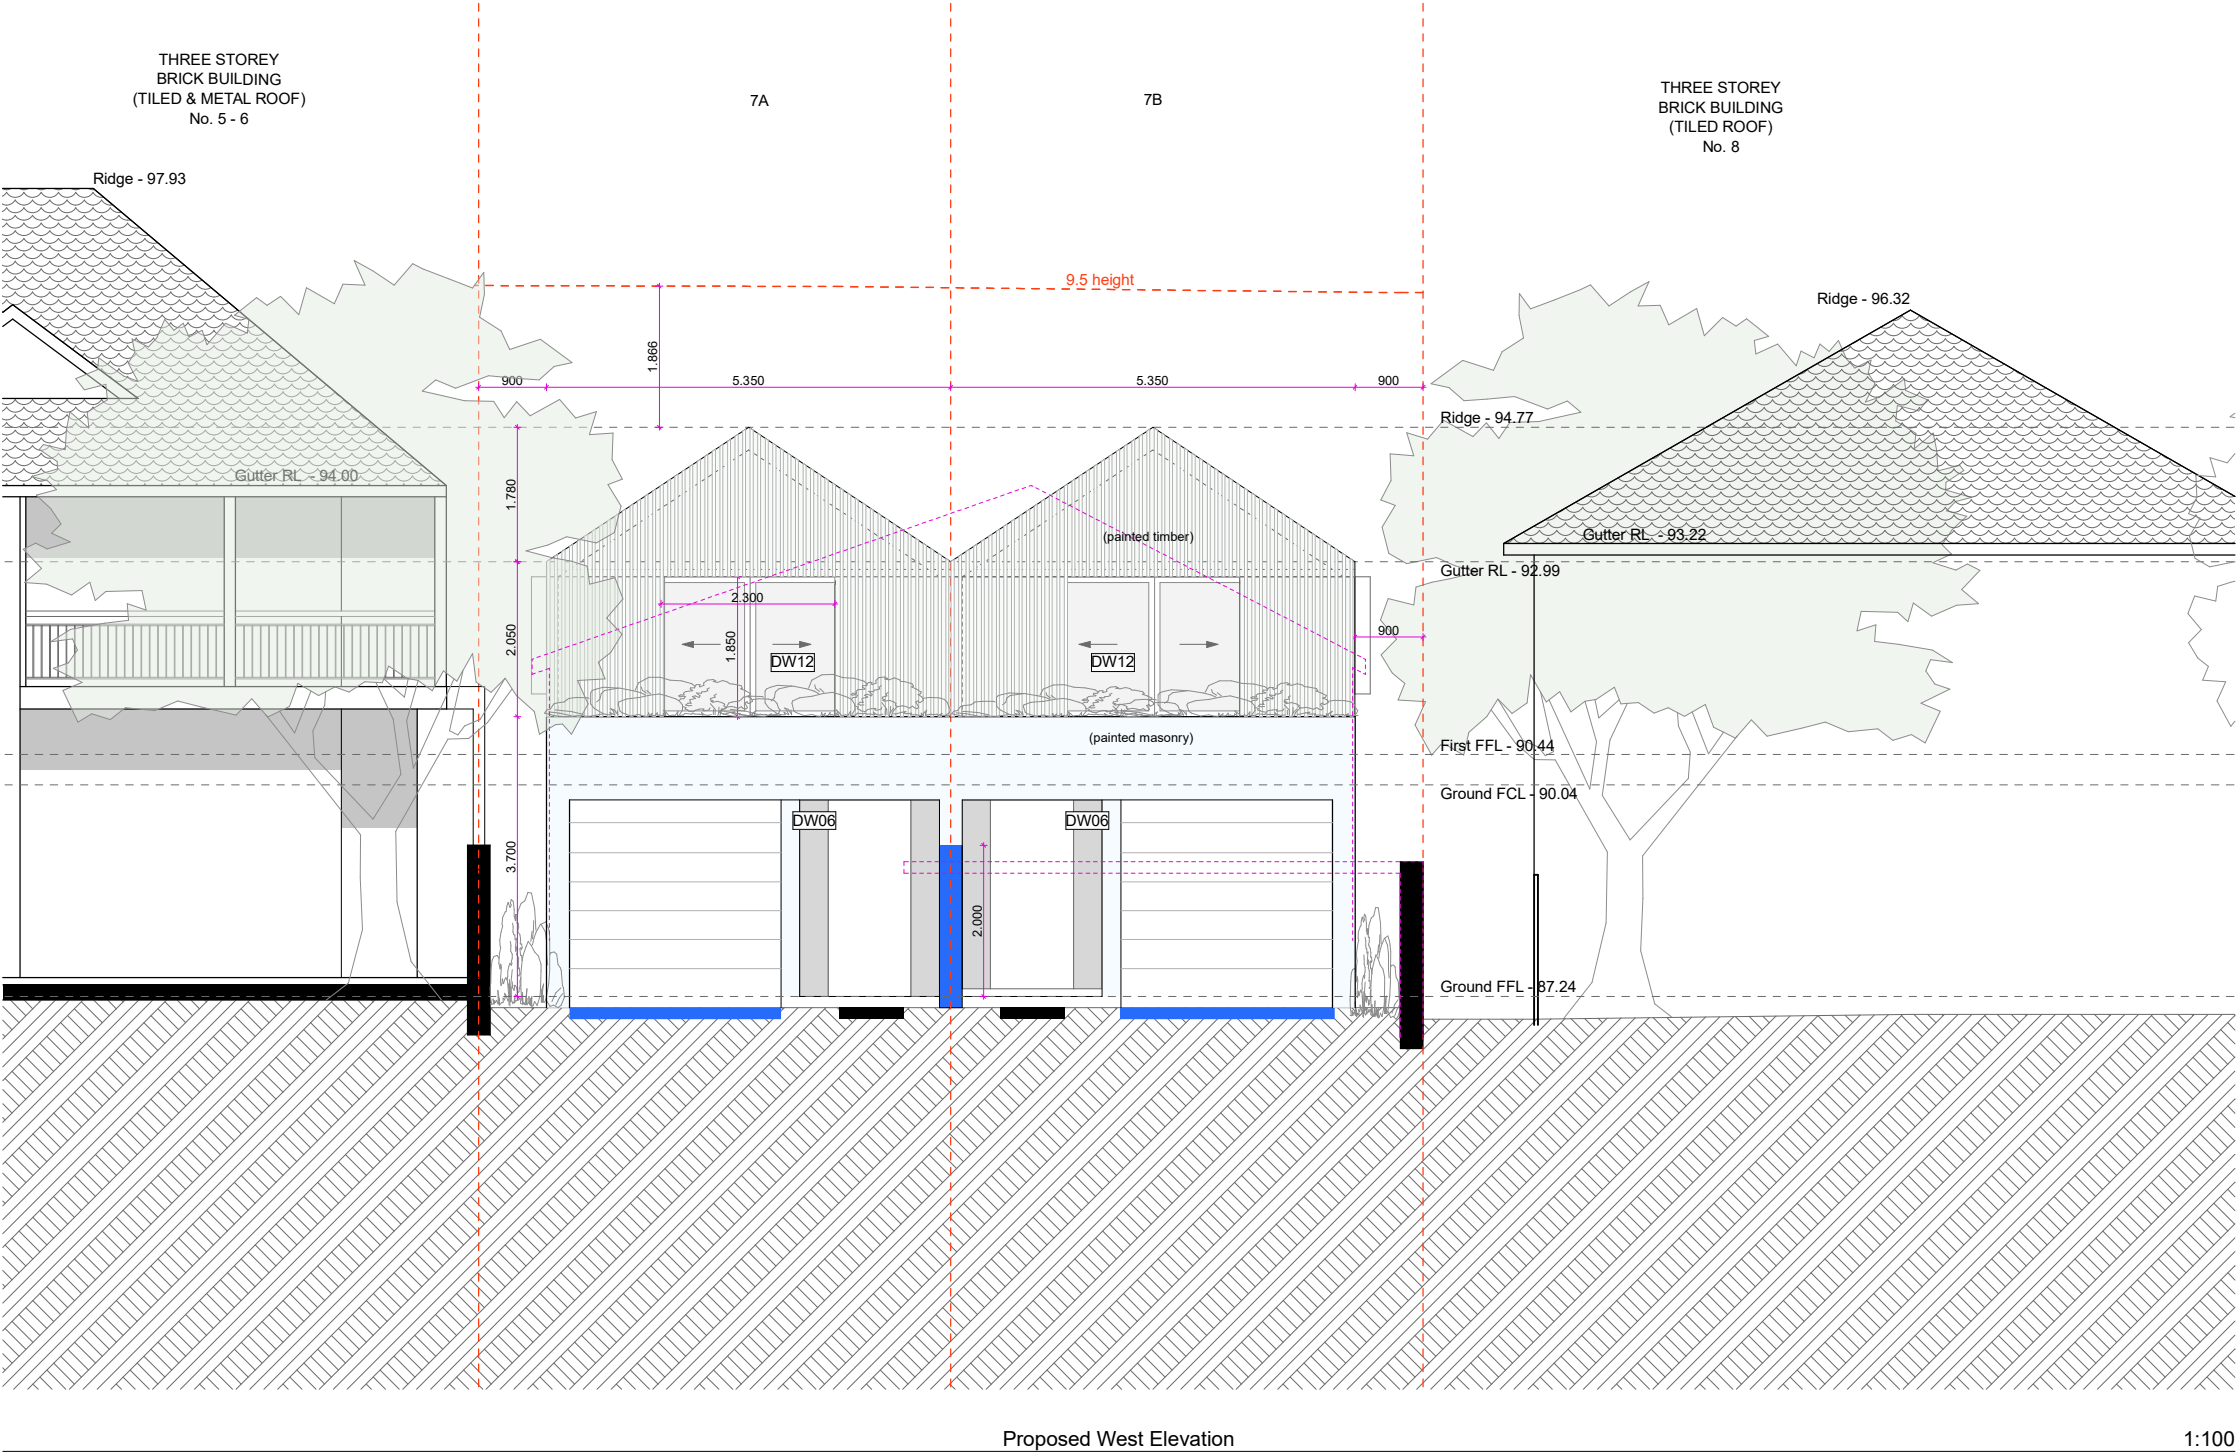 THREE STOREY
BRICK BUILDING
(TILED & METAL ROOF)
No. 5 - 6
7A
7B
THREE STOREY
BRICK BUILDING
(TILED ROOF)
No. 8
Ridge - 97.93
9.5 height
Ridge - 96.32
1.866
900
5.350
5.350
900
Ridge - 94.77
Gutter RL - 94.00
1.780
(painted timber)
Gutter RL - 93.22
Gutter RL - 92.99
2.300
2.050
1.850
900
DW12
DW12
(painted masonry)
First FFL - 90.44
Ground FCL - 90.04
DW06
DW06
3.700
2.000
Ground FFL - 87.24
Proposed West Elevation
1:100